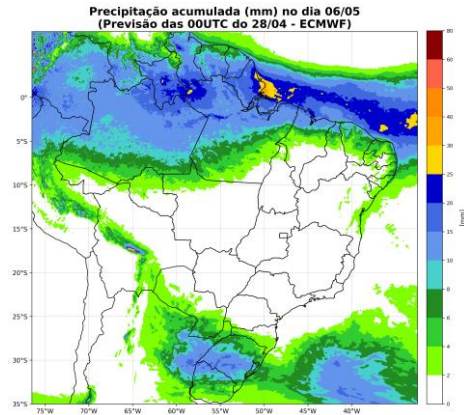 Precipitação acumulada (mm) no dia 06/05
(Previsão das 00UTC do 28/04 - ECMWF)
80
60
50
40
30
25
20
15
10
8
6
4
2
0
[mm]
0°
5°S
10°S
15°S
20°S
25°S
30°S
35°S
75°W
70°W
65°W
60°W
55°W
50°W
45°W
40°W